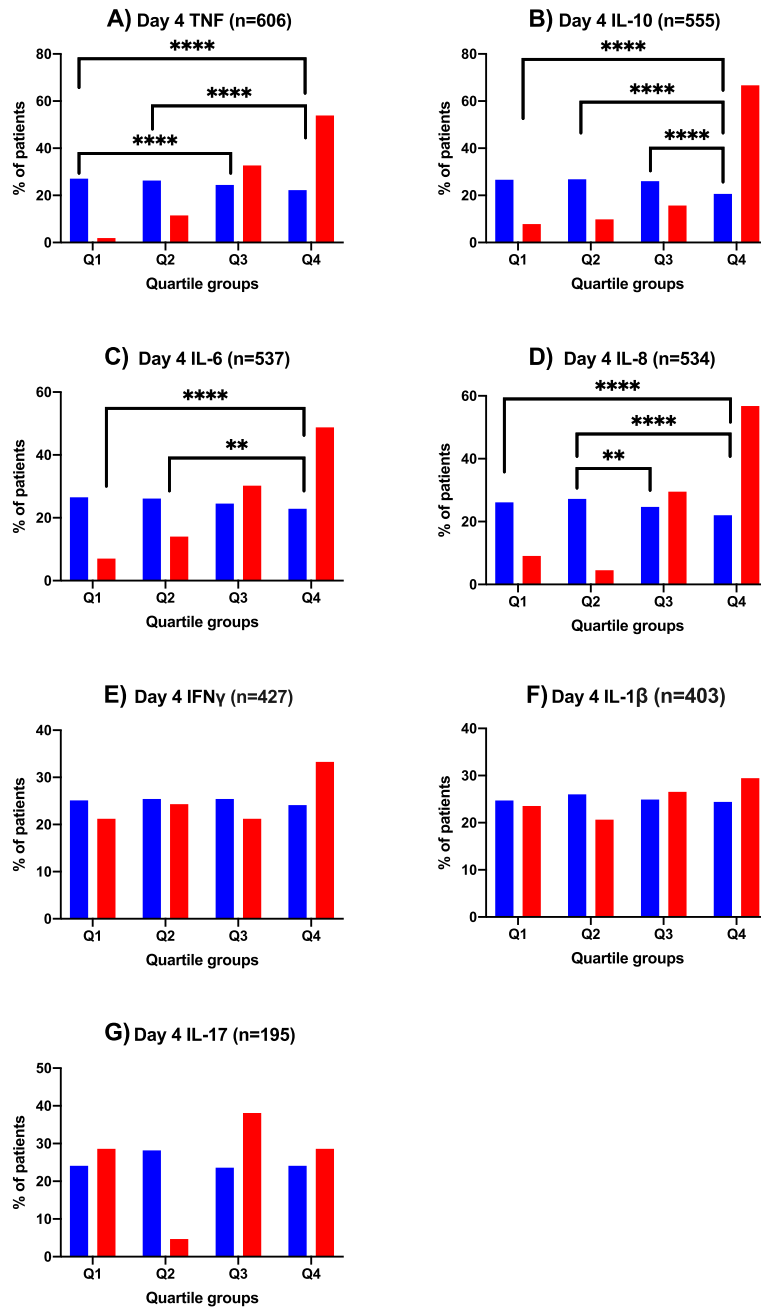 A) Day 4 TNF (n=606)
% of patients
80
60
40
20
0
****
****
****
Q1 Q2 Q3 Q4
Quartile groups
B) Day 4 IL-10 (n=555)
% of patients
80
60
40
20
0
****
****
****
Q1 Q2 Q3 Q4
Quartile groups
C) Day 4 IL-6 (n=537)
% of patients
60
40
20
0
****
**
Q1 Q2 Q3 Q4
Quartile groups
D) Day 4 IL-8 (n=534)
% of patients
60
40
20
0
****
****
**
Q1 Q2 Q3 Q4
Quartile groups
E) Day 4 IFNγ (n=427)
% of patients
40
30
20
10
0
Q1 Q2 Q3 Q4
Quartile groups
F) Day 4 IL-1β (n=403)
% of patients
40
30
20
10
0
Q1 Q2 Q3 Q4
Quartile groups
G) Day 4 IL-17 (n=195)
% of patients
50
40
30
20
10
0
Q1 Q2 Q3 Q4
Quartile groups